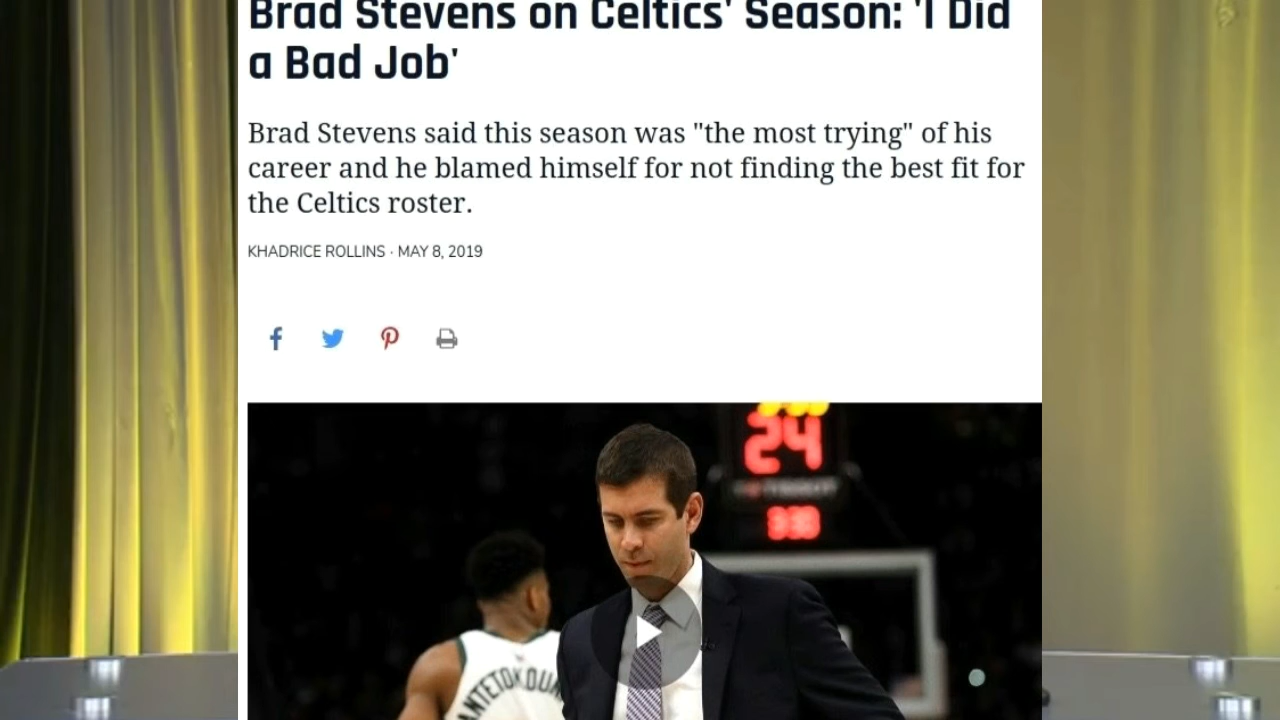 Brad Stevens on Celtics' Season: 'I Did
a Bad Job'
Brad Stevens said this season was "the most trying" of his
career and he blamed himself for not finding the best fit for
the Celtics roster.
KHADRICE ROLLINS · MAY 8, 2019
24